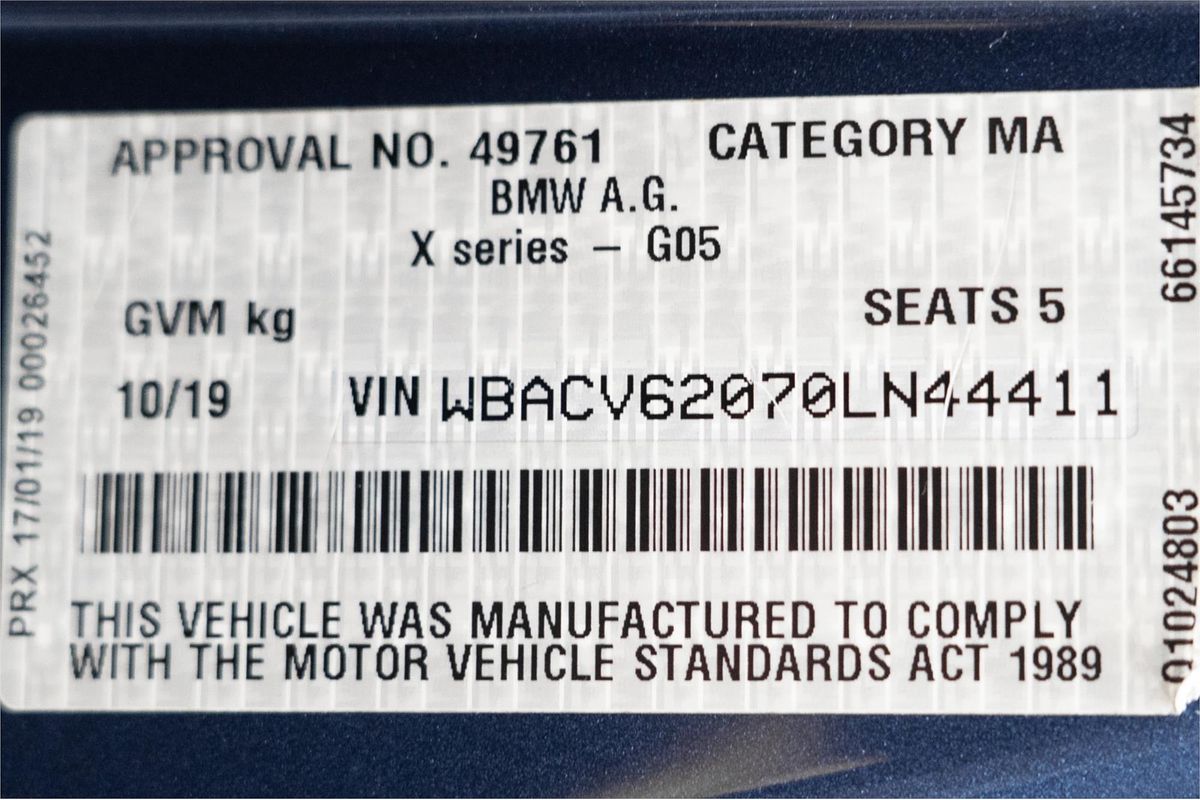 APPROVAL NO. 49761 CATEGORY MA
BMW A.G.
X series – G05
GVM kg SEATS 5
10/19 VIN WBACV62070LN44411
THIS VEHICLE WAS MANUFACTURED TO COMPLY
WITH THE MOTOR VEHICLE STANDARDS ACT 1989
PRX 17/01/19 000264452
66145734
01024803